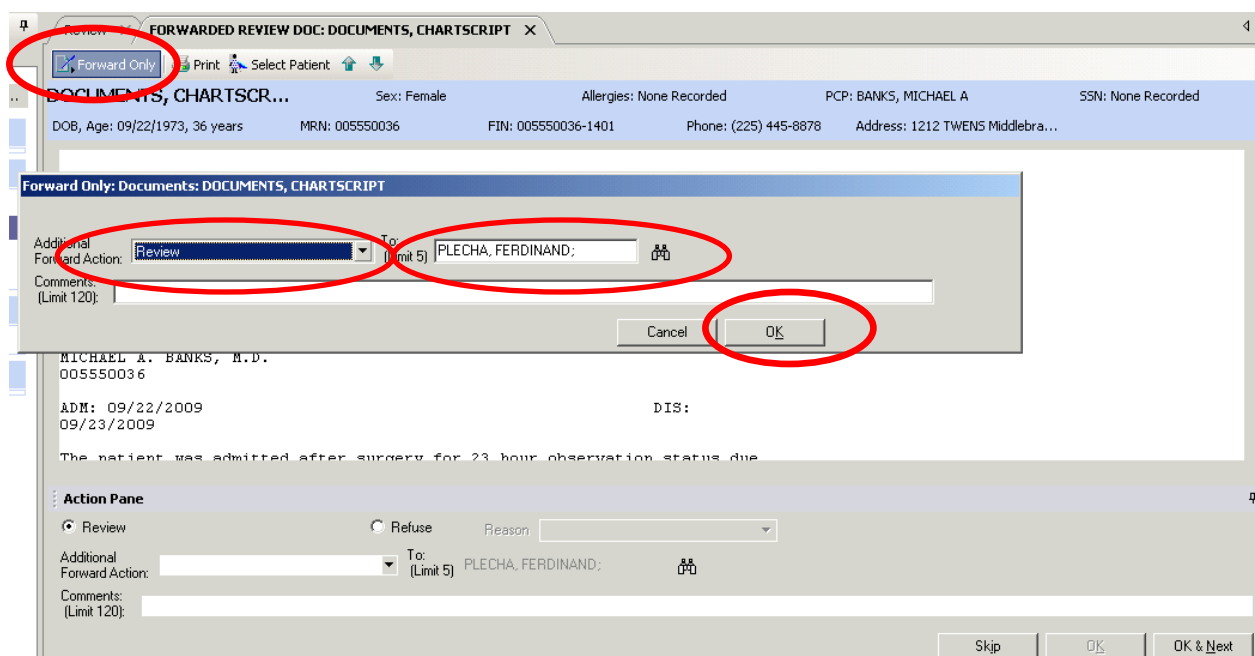 Review
FORWARDED REVIEW DOC: DOCUMENTS, CHARTSCRIPT X
Forward Only Print Select Patient
DOCUMENTS, CHARTSCR... Sex: Female Allergies: None Recorded PCP: BANKS, MICHAEL A SSN: None Recorded
DOB, Age: 09/22/1973, 36 years MRN: 005550036 FIN: 005550036-1401 Phone: (225) 445-8878 Address: 1212 TWENS Middlebra...
Forward Only: Documents: DOCUMENTS, CHARTSCRIPT
Additional
Forward Action: Review To:
(Limit 5) PLECHA, FERDINAND;
Comments:
(Limit 120):
Cancel OK
MICHAEL A. BANKS, M.D.
005550036
ADM: 09/22/2009 DIS:
09/23/2009
The patient was admitted after surgery for 23 hour observation status due
Action Pane
Review Refuse Reason
Additional
Forward Action: To:
(Limit 5) PLECHA, FERDINAND;
Comments:
(Limit 120):
Skip OK OK & Next